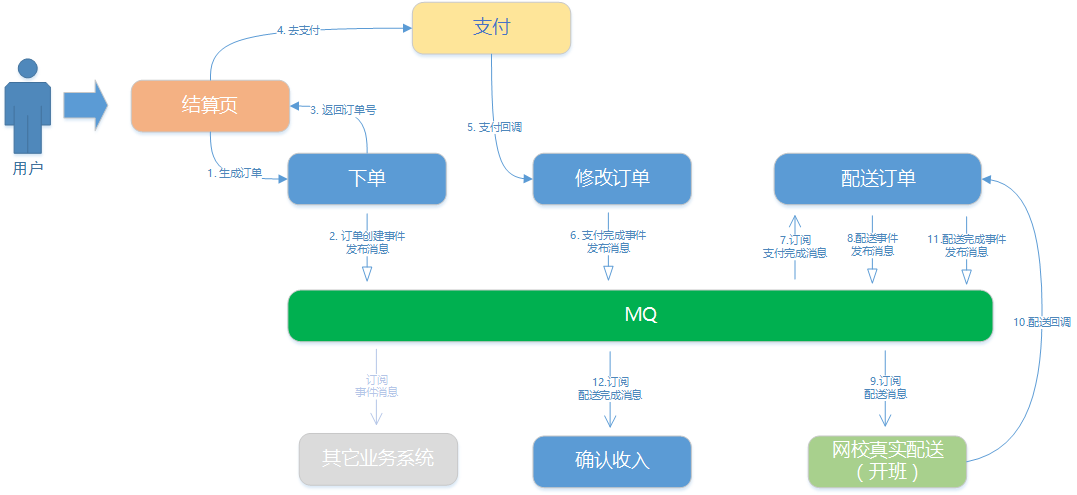 4. 去支付
支付
结算页
3. 返回订单号
5. 支付回调
用户
1. 生成订单
下单
修改订单
配送订单
2. 订单创建事件
发布消息
6. 支付完成事件
发布消息
7.订阅
支付完成消息
8.配送事件
发布消息
11.配送完成事件
发布消息
MQ
10.配送回调
订阅
事件消息
12.订阅
配送完成消息
9.订阅
配送消息
其它业务系统
确认收入
网校真实配送
（开班）